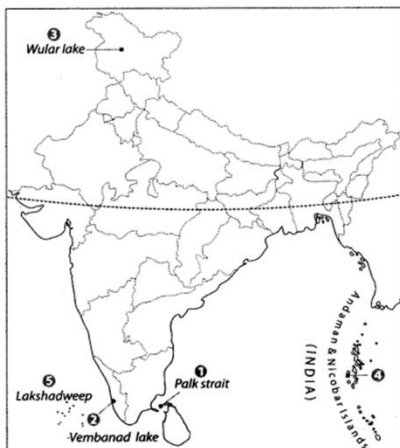 3
Wular lake
Andaman & Nicobar Islands
(INDIA)
4
1
Palk strait
5
Lakshadweep
2
Vembanad lake